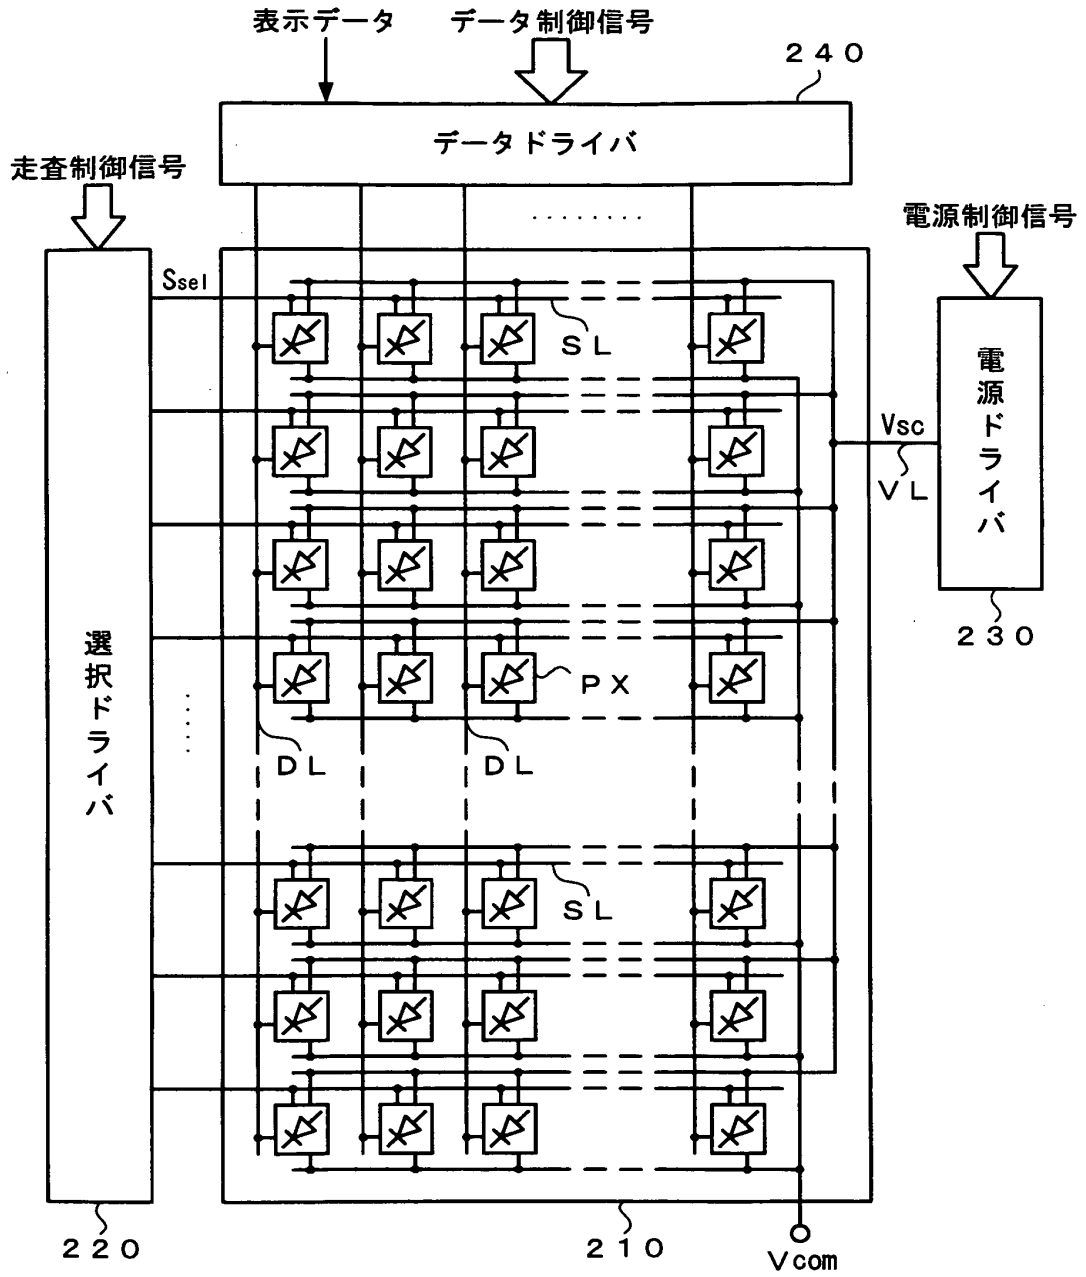 表示データ
データ制御信号
240
データドライバ
走査制御信号
電源制御信号
Ssel
SL
電源ドライバ
Vsc
VL
230
選択ドライバ
PX
DL
DL
SL
220
210
Vcom